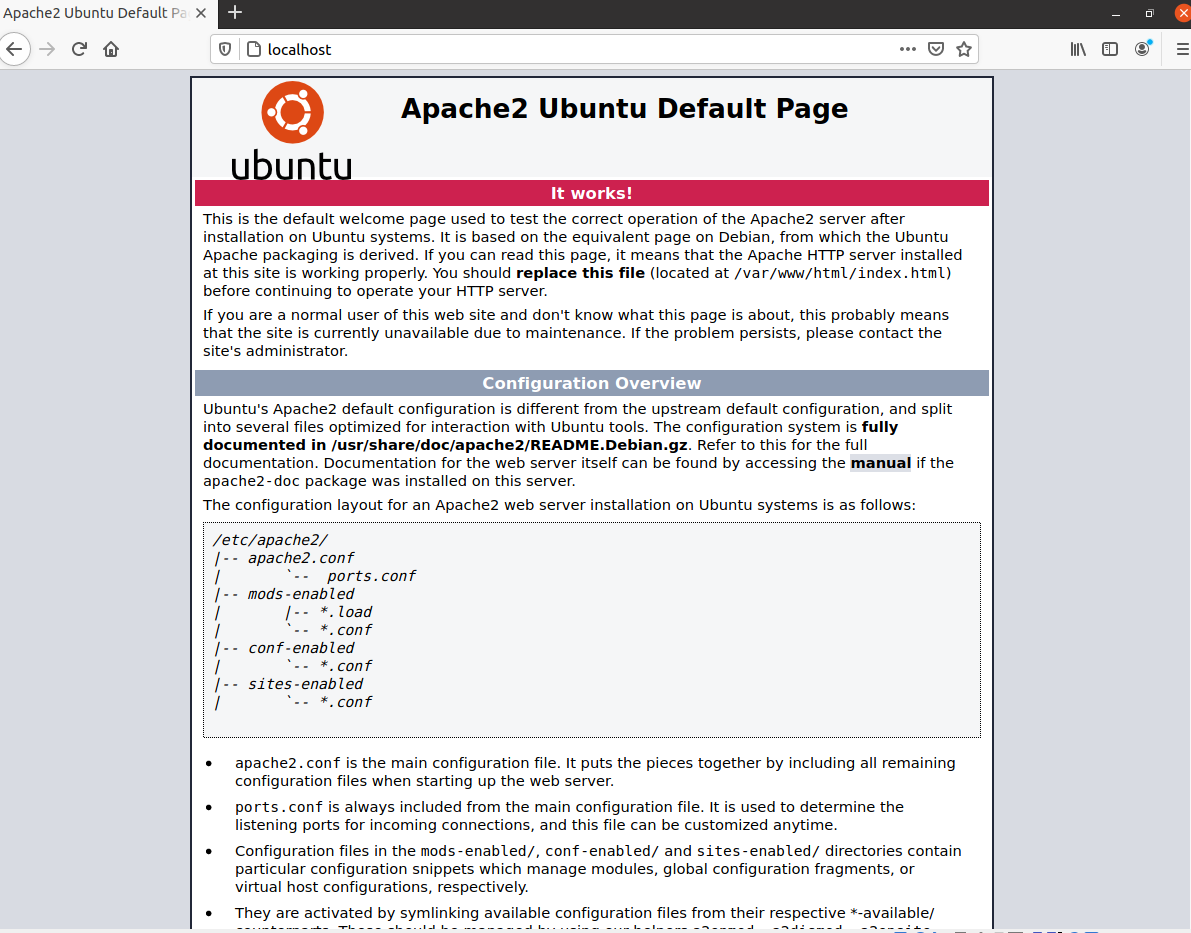 Apache2 Ubuntu Default Pa
localhost
ubuntu
Apache2 Ubuntu Default Page
It works!
This is the default welcome page used to test the correct operation of the Apache2 server after
installation on Ubuntu systems. It is based on the equivalent page on Debian, from which the Ubuntu
Apache packaging is derived. If you can read this page, it means that the Apache HTTP server installed
at this site is working properly. You should replace this file (located at /var/www/html/index.html)
before continuing to operate your HTTP server.
If you are a normal user of this web site and don't know what this page is about, this probably means
that the site is currently unavailable due to maintenance. If the problem persists, please contact the
site's administrator.
Configuration Overview
Ubuntu's Apache2 default configuration is different from the upstream default configuration, and split
into several files optimized for interaction with Ubuntu tools. The configuration system is fully
documented in /usr/share/doc/apache2/README.Debian.gz. Refer to this for the full
documentation. Documentation for the web server itself can be found by accessing the manual if the
apache2-doc package was installed on this server.
The configuration layout for an Apache2 web server installation on Ubuntu systems is as follows:
/etc/apache2/
|-- apache2.conf
|       `--  ports.conf
|-- mods-enabled
|       |-- *.load
|       `-- *.conf
|-- conf-enabled
|       `-- *.conf
|-- sites-enabled
|       `-- *.conf
• apache2.conf is the main configuration file. It puts the pieces together by including all remaining
configuration files when starting up the web server.
• ports.conf is always included from the main configuration file. It is used to determine the
listening ports for incoming connections, and this file can be customized anytime.
• Configuration files in the mods-enabled/, conf-enabled/ and sites-enabled/ directories contain
particular configuration snippets which manage modules, global configuration fragments, or
virtual host configurations, respectively.
• They are activated by symlinking available configuration files from their respective *-available/